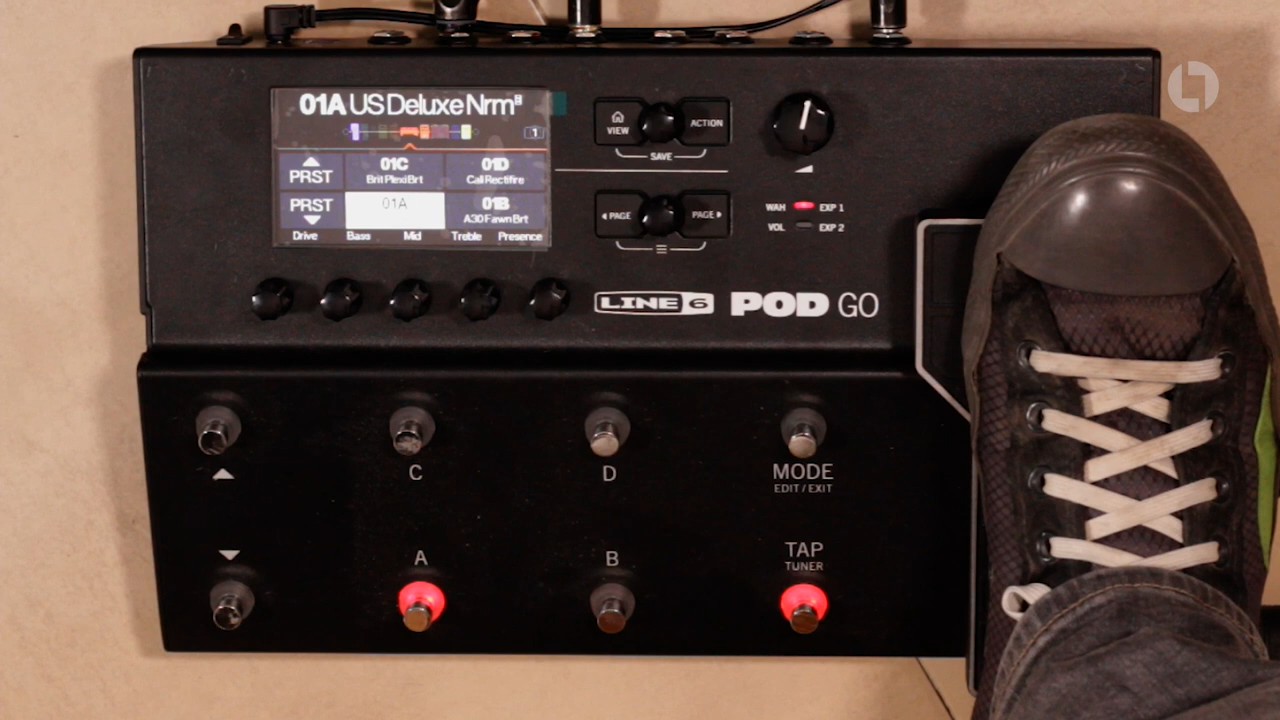 01A US Deluxe Nrm
1
PRST
01C
Brit Plexi Brt
01D
Cali Rectifire
PRST
01A
01B
A30 Fawn Brt
Drive Bass Mid Treble Presence
VIEW
ACTION
SAVE
PAGE
PAGE
WAH EXP 1
VOL EXP 2
LINE 6 POD GO
C
D
MODE
EDIT / EXIT
A
B
TAP
TUNER